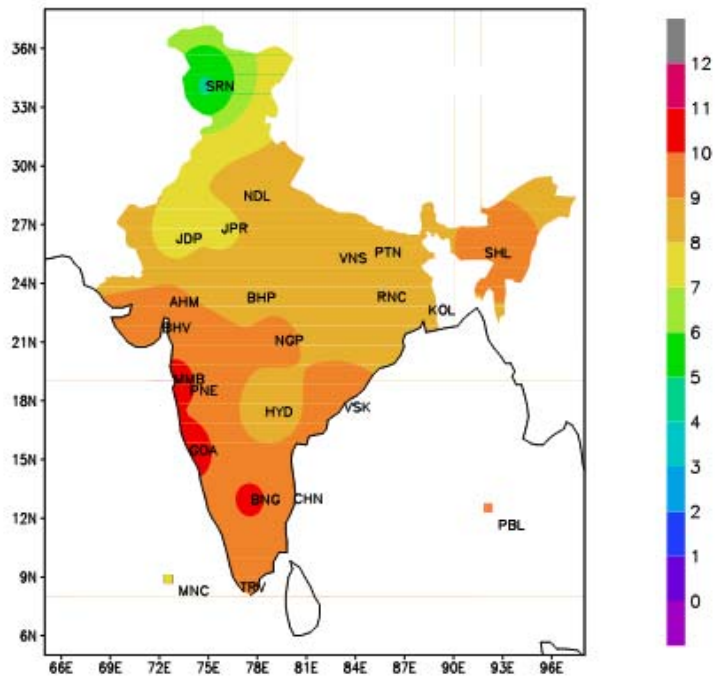 36N
33N
30N
27N
24N
21N
18N
15N
12N
9N
6N
66E 69E 72E 75E 78E 81E 84E 87E 90E 93E 96E
SRN
NDL
JPR
JDP
VNS
PTN
SHL
AHM
BHP
RNC
KOL
BHV
NGP
MMB
PNE
HYD
VSK
GOA
BNG
CHN
PBL
MNC
TRV
12
11
10
9
8
7
6
5
4
3
2
1
0